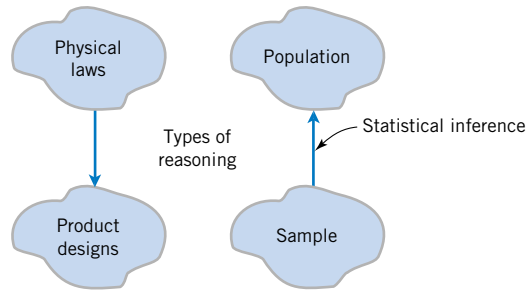 Physical
laws
Population
Types of
reasoning
Statistical inference
Product
designs
Sample